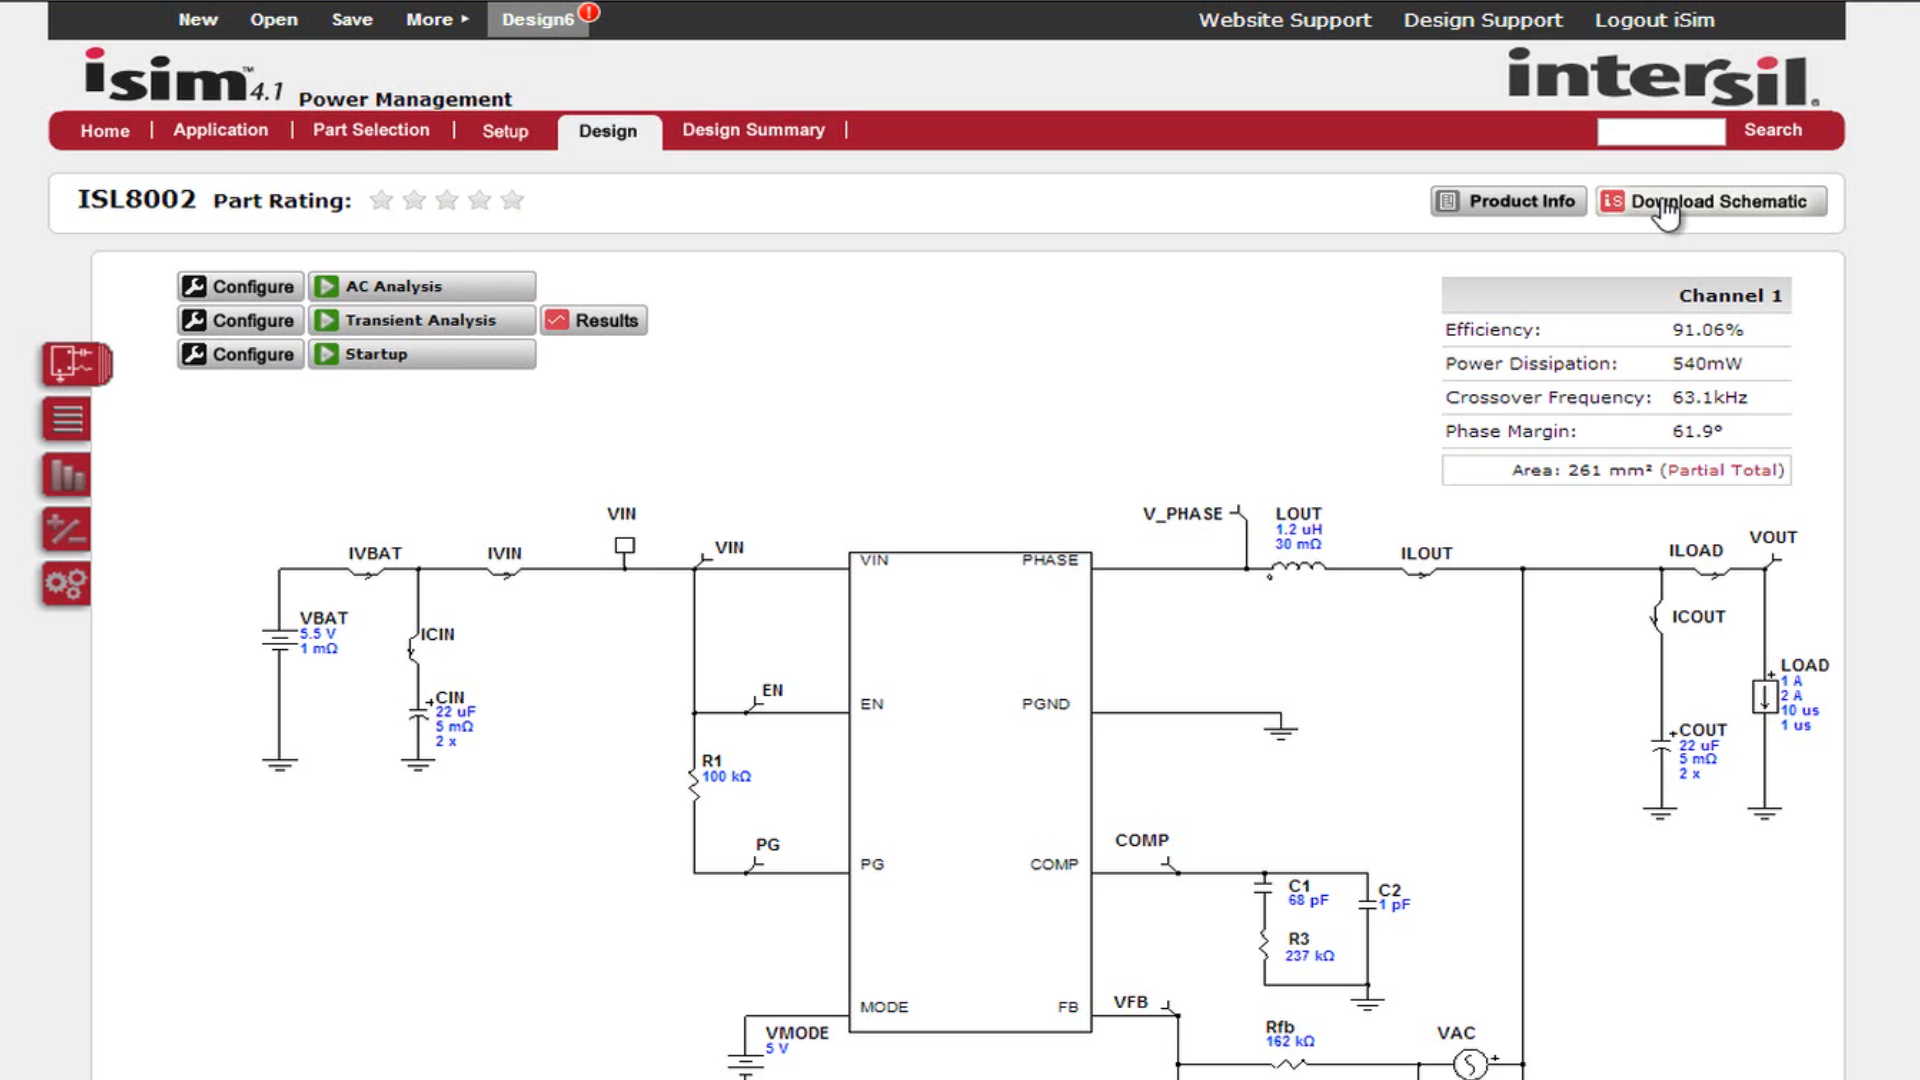 New Open Save More Design6 !
Website Support Design Support Logout iSim
isim™ 4.1 Power Management
intersil®
Home | Application | Part Selection | Setup Design Design Summary |
Search
ISL8002 Part Rating:
Product Info iS Download Schematic
Configure AC Analysis
Configure Transient Analysis Results
Configure Startup
Channel 1
Efficiency: 91.06%
Power Dissipation: 540mW
Crossover Frequency: 63.1kHz
Phase Margin: 61.9°
Area: 261 mm² (Partial Total)
VIN
V_PHASE
LOUT
1.2 uH
30 mΩ
IVBAT
IVIN
VIN
VIN
PHASE
ILOUT
ILOAD
VOUT
VBAT
5.5 V
1 mΩ
ICIN
ICOUT
+CIN
22 uF
5 mΩ
2 x
EN
EN
PGND
+
LOAD
1 A
2 A
10 us
1 us
+COUT
22 uF
5 mΩ
2 x
R1
100 kΩ
PG
PG
COMP
COMP
C1
68 pF
C2
1 pF
R3
237 kΩ
MODE
FB
VFB
VMODE
5 V
Rfb
162 kΩ
VAC
+